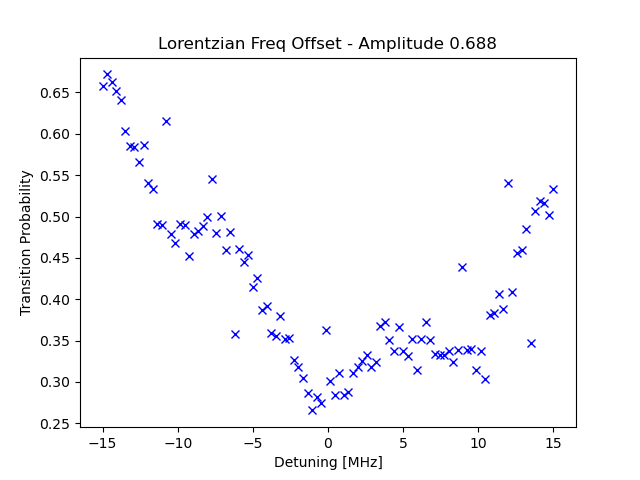 Lorentzian Freq Offset - Amplitude 0.688
Transition Probability
0.65
0.60
0.55
0.50
0.45
0.40
0.35
0.30
0.25
−15 −10 −5 0 5 10 15
Detuning [MHz]